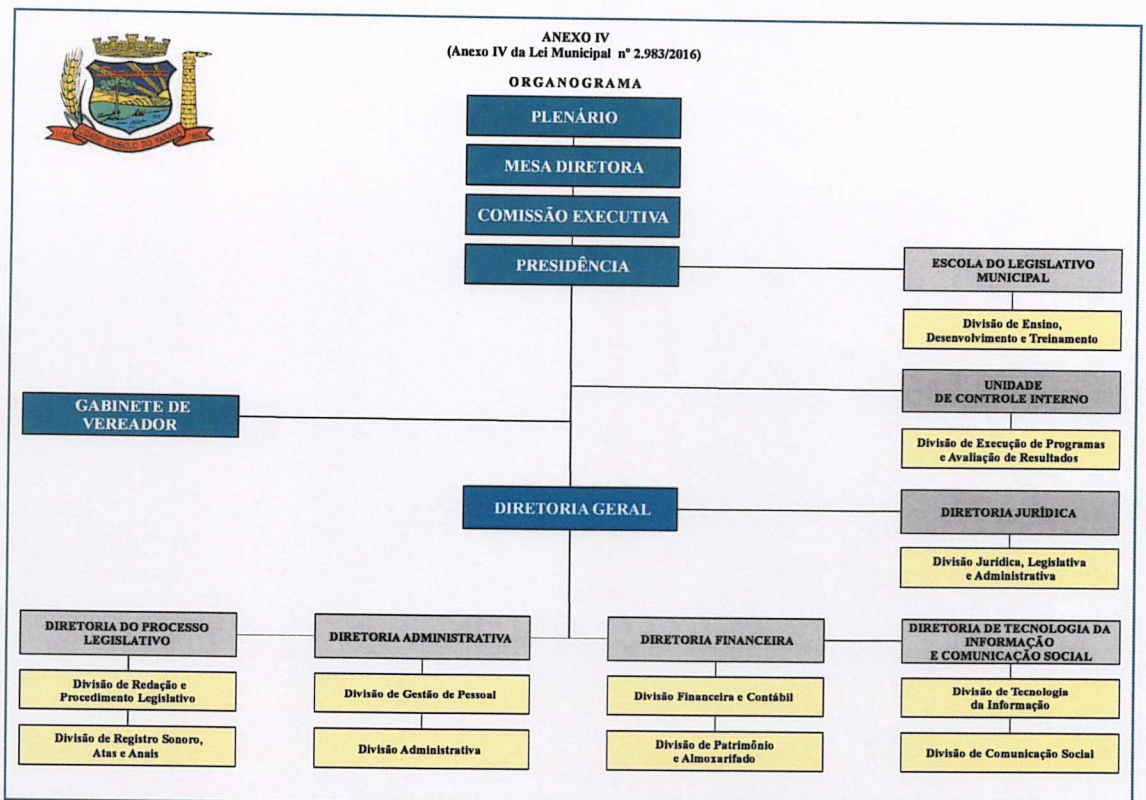 ANEXO IV
(Anexo IV da Lei Municipal nº 2.983/2016)
ORGANOGRAMA
PLENÁRIO
MESA DIRETORA
COMISSÃO EXECUTIVA
PRESIDÊNCIA
ESCOLA DO LEGISLATIVO
MUNICIPAL
Divisão de Ensino,
Desenvolvimento e Treinamento
UNIDADE
DE CONTROLE INTERNO
Divisão de Execução de Programas
e Avaliação de Resultados
GABINETE DE
VEREADOR
DIRETORIA GERAL
DIRETORIA JURÍDICA
Divisão Jurídica, Legislativa
e Administrativa
DIRETORIA DO PROCESSO
LEGISLATIVO
Divisão de Redação e
Procedimento Legislativo
Divisão de Registro Sonoro,
Atas e Anais
DIRETORIA ADMINISTRATIVA
Divisão de Gestão de Pessoal
Divisão Administrativa
DIRETORIA FINANCEIRA
Divisão Financeira e Contábil
Divisão de Patrimônio
e Almoxarifado
DIRETORIA DE TECNOLOGIA DA
INFORMAÇÃO
E COMUNICAÇÃO SOCIAL
Divisão de Tecnologia
da Informação
Divisão de Comunicação Social
CIDADE SIMBOLO DO PARANÁ